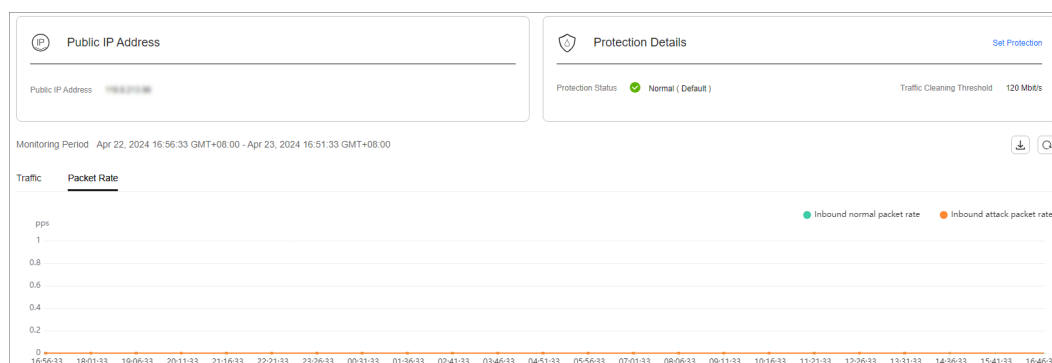 IP
Public IP Address
Public IP Address
Protection Details
Set Protection
Protection Status Normal ( Default ) Traffic Cleaning Threshold 120 Mbit/s
Monitoring Period Apr 22, 2024 16:56:33 GMT+08:00 - Apr 23, 2024 16:51:33 GMT+08:00
Traffic Packet Rate
Inbound normal packet rate Inbound attack packet rate
pps
1
0.8
0.6
0.4
0.2
0
16:56:33 18:01:33 19:06:33 20:11:33 21:16:33 22:21:33 23:26:33 00:31:33 01:36:33 02:41:33 03:46:33 04:51:33 05:56:33 07:01:33 08:06:33 09:11:33 10:16:33 11:21:33 12:26:33 13:31:33 14:36:33 15:41:33 16:46:3